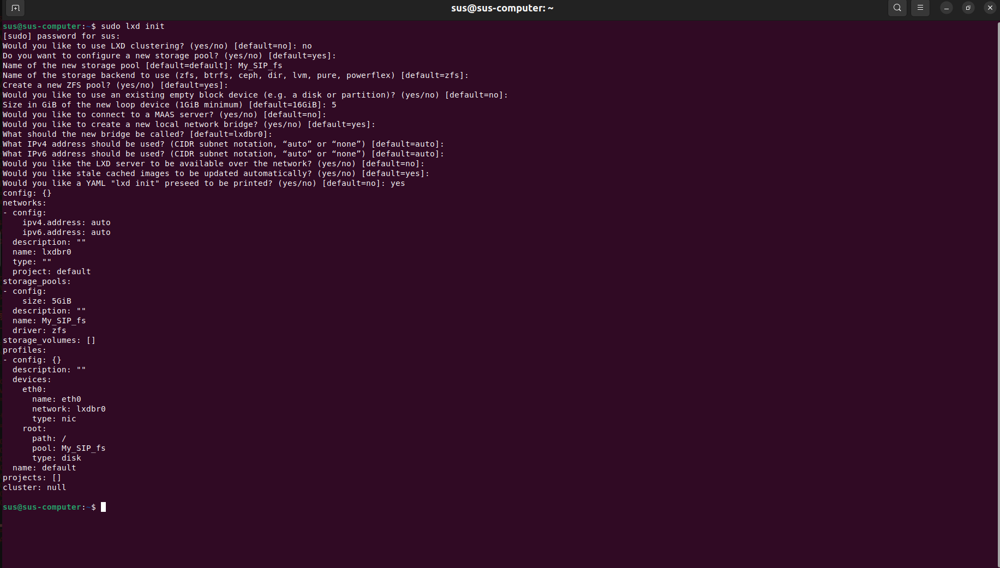 sus@sus-computer: ~
sus@sus-computer:~$ sudo lxd init
[sudo] password for sus:
Would you like to use LXD clustering? (yes/no) [default=no]: no
Do you want to configure a new storage pool? (yes/no) [default=yes]:
Name of the new storage pool [default=default]: My_SIP_fs
Name of the storage backend to use (zfs, btrfs, ceph, dir, lvm, pure, powerflex) [default=zfs]:
Create a new ZFS pool? (yes/no) [default=yes]:
Would you like to use an existing empty block device (e.g. a disk or partition)? (yes/no) [default=no]:
Size in GiB of the new loop device (1GiB minimum) [default=16GiB]: 5
Would you like to connect to a MAAS server? (yes/no) [default=no]:
Would you like to create a new local network bridge? (yes/no) [default=yes]:
What should the new bridge be called? [default=lxdbr0]:
What IPv4 address should be used? (CIDR subnet notation, “auto” or “none”) [default=auto]:
What IPv6 address should be used? (CIDR subnet notation, “auto” or “none”) [default=auto]:
Would you like the LXD server to be available over the network? (yes/no) [default=no]:
Would you like stale cached images to be updated automatically? (yes/no) [default=yes]:
Would you like a YAML "lxd init" preseed to be printed? (yes/no) [default=no]: yes
config: {}
networks:
- config:
    ipv4.address: auto
    ipv6.address: auto
  description: ""
  name: lxdbr0
  type: ""
  project: default
storage_pools:
- config:
    size: 5GiB
  description: ""
  name: My_SIP_fs
  driver: zfs
storage_volumes: []
profiles:
- config: {}
  description: ""
  devices:
    eth0:
      name: eth0
      network: lxdbr0
      type: nic
    root:
      path: /
      pool: My_SIP_fs
      type: disk
  name: default
projects: []
cluster: null
sus@sus-computer:~$